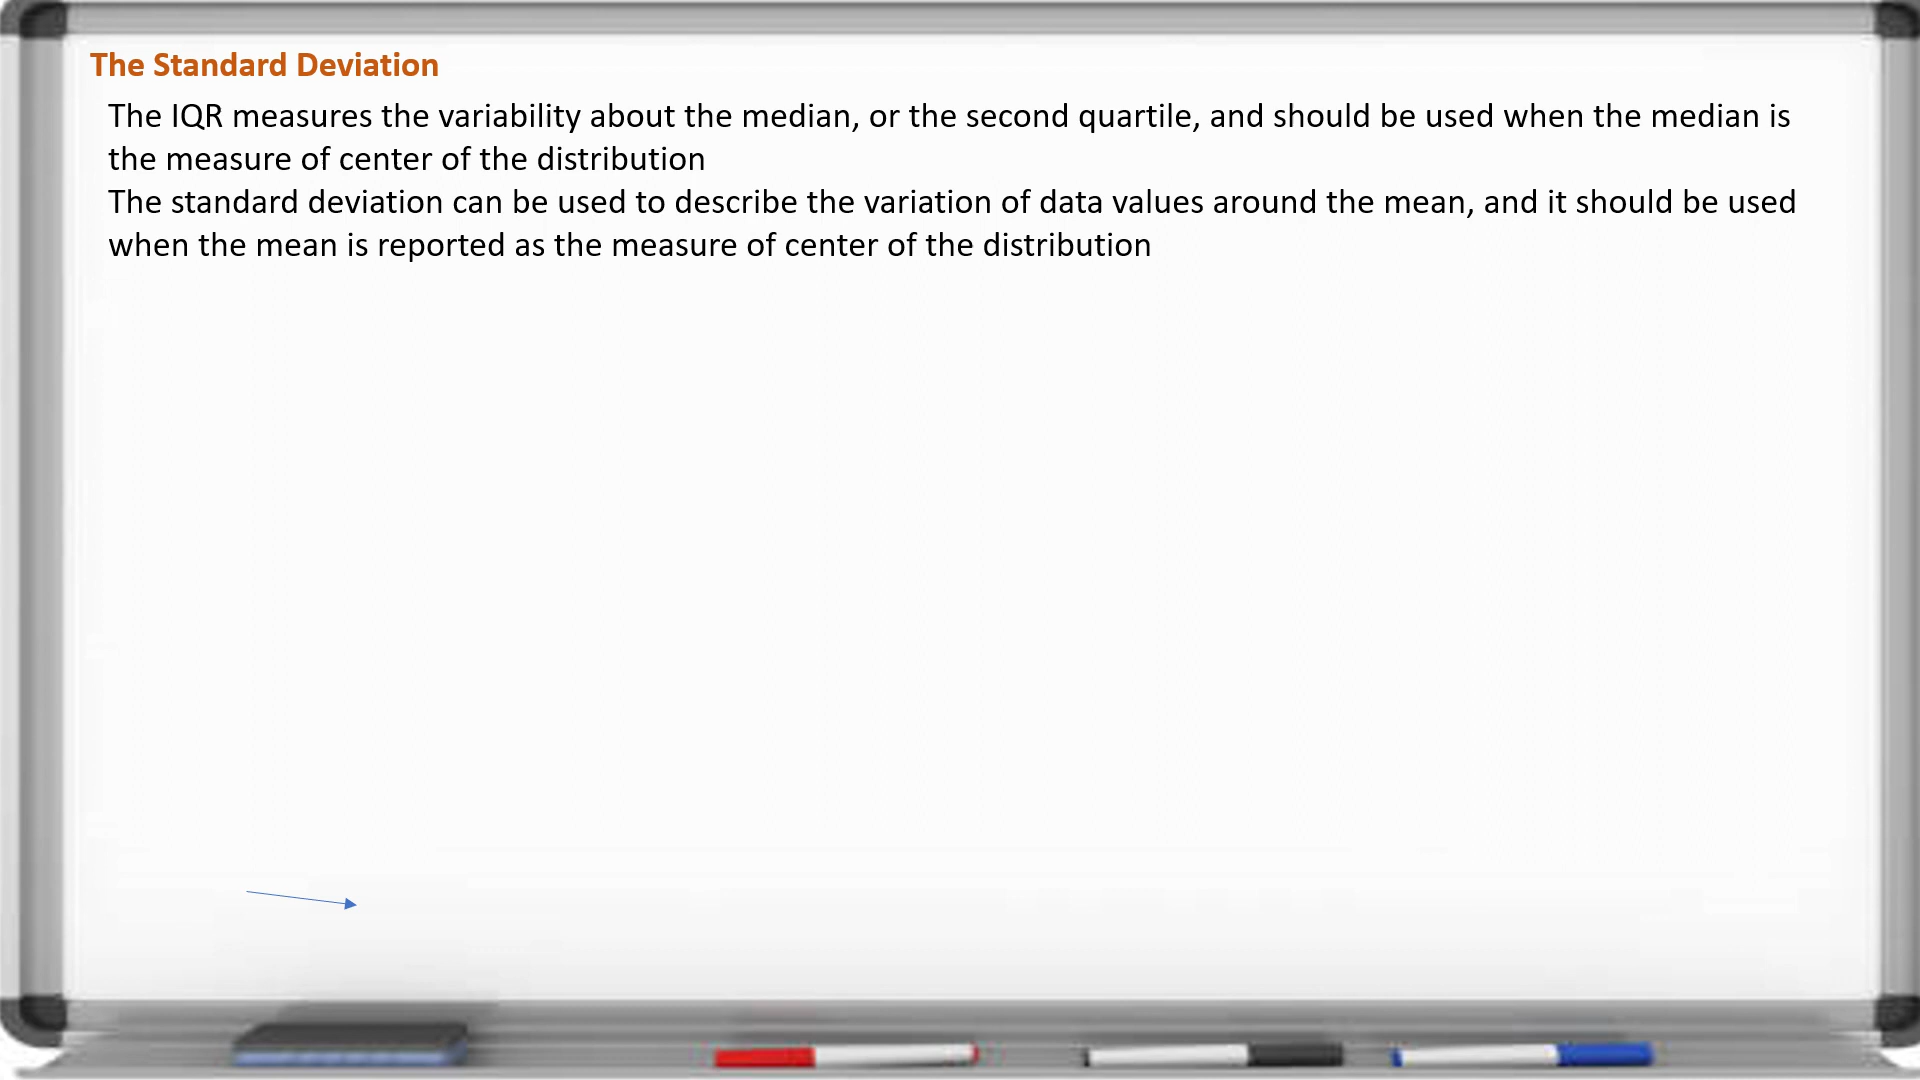 The Standard Deviation
The IQR measures the variability about the median, or the second quartile, and should be used when the median is
the measure of center of the distribution
The standard deviation can be used to describe the variation of data values around the mean, and it should be used
when the mean is reported as the measure of center of the distribution